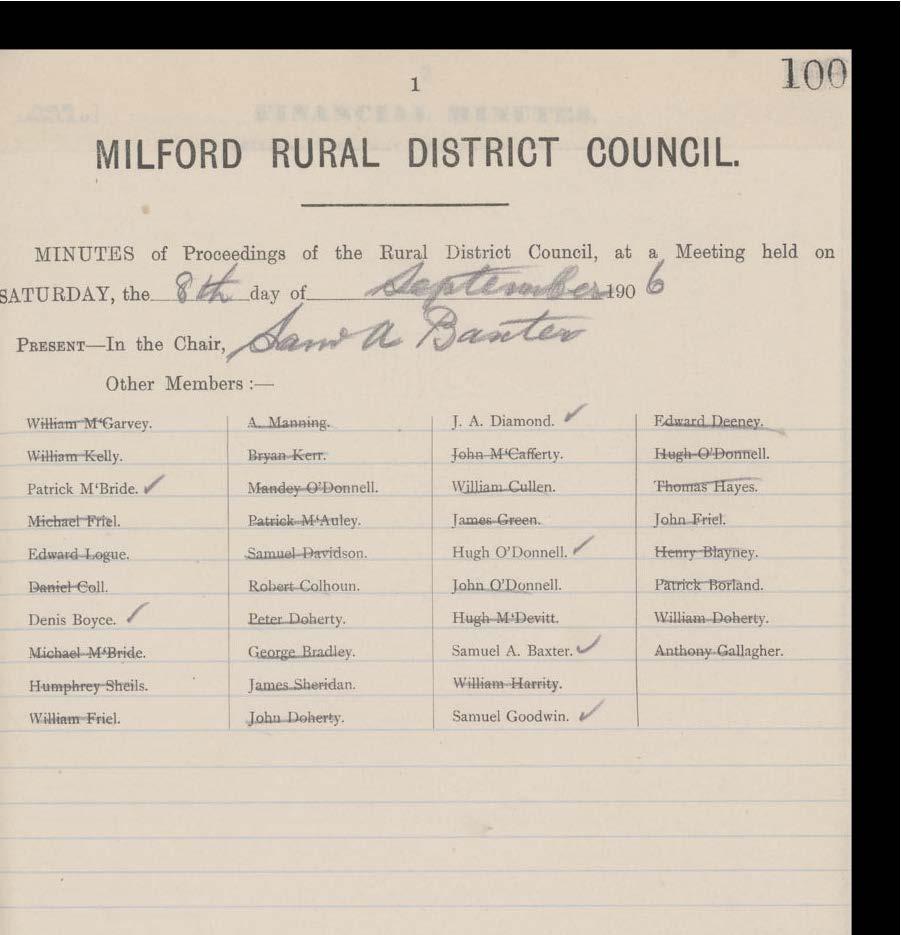 1
100
MILFORD RURAL DISTRICT COUNCIL.
MINUTES of Proceedings of the Rural District Council, at a Meeting held on
SATURDAY, the 8th day of September 1906
PRESENT—In the Chair, Saml A Baxter
Other Members :—
William M‘Garvey. A. Manning. J. A. Diamond. ✓ Edward Deeney.
William Kelly. Bryan Kerr. John M‘Cafferty. Hugh O’Donnell.
Patrick M‘Bride. ✓ Mandey O’Donnell. William Cullen. Thomas Hayes.
Michael Friel. Patrick M‘Auley. James Green. John Friel.
Edward Logue. Samuel Davidson. Hugh O’Donnell. ✓ Henry Blayney.
Daniel Coll. Robert Colhoun. John O’Donnell. Patrick Borland.
Denis Boyce. ✓ Peter Doherty. Hugh M‘Devitt. William Doherty.
Michael M‘Bride. George Bradley. Samuel A. Baxter. ✓ Anthony Gallagher.
Humphrey Sheils. James Sheridan. William Harrity.
William Friel. John Doherty. Samuel Goodwin. ✓